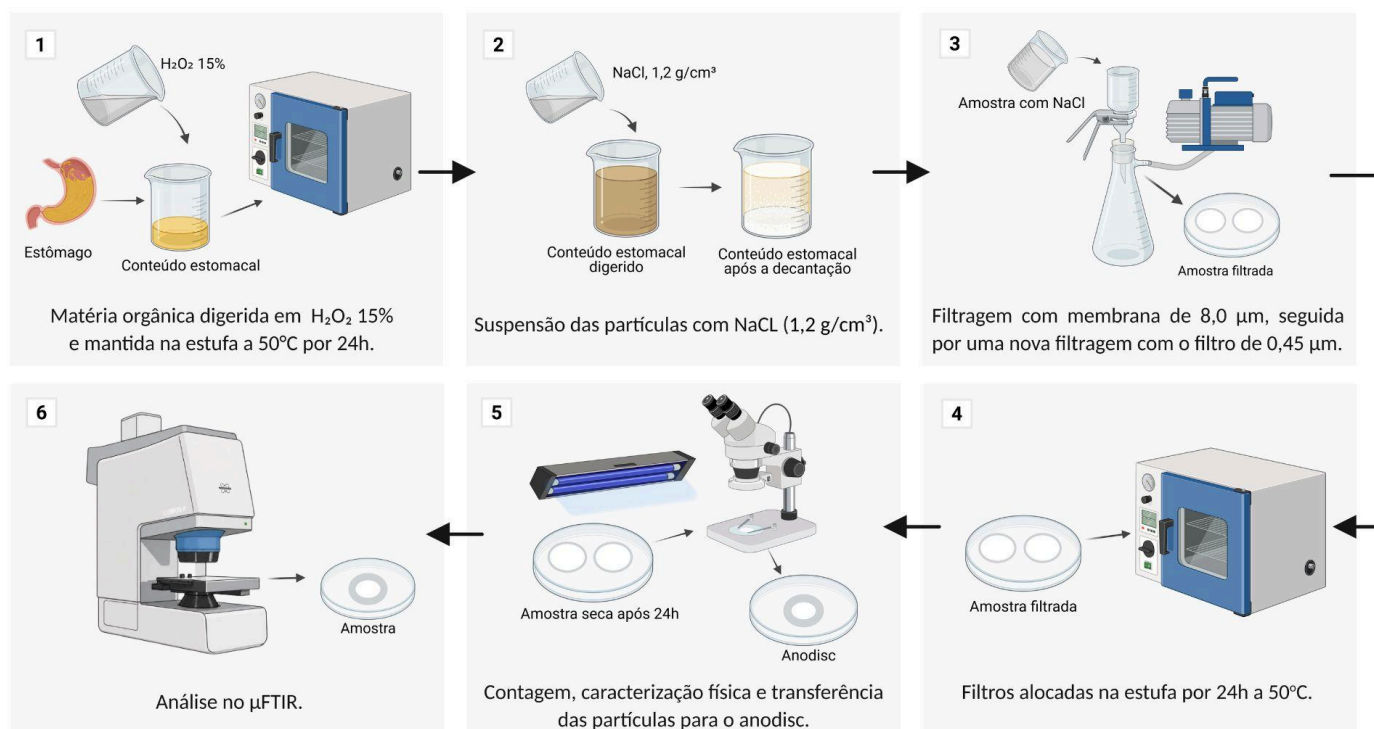 1
H₂O₂ 15%
Estômago
Conteúdo estomacal
Matéria orgânica digerida em H₂O₂ 15%
e mantida na estufa a 50°C por 24h.
2
NaCl, 1,2 g/cm³
Conteúdo estomacal
digerido
Conteúdo estomacal
após a decantação
Suspensão das partículas com NaCL (1,2 g/cm³).
3
Amostra com NaCl
Amostra filtrada
Filtragem com membrana de 8,0 µm, seguida
por uma nova filtragem com o filtro de 0,45 µm.
4
Amostra filtrada
Filtros alocadas na estufa por 24h a 50°C.
5
Amostra seca após 24h
Anodisc
Contagem, caracterização física e transferência
das partículas para o anodisc.
6
Amostra
Análise no µFTIR.